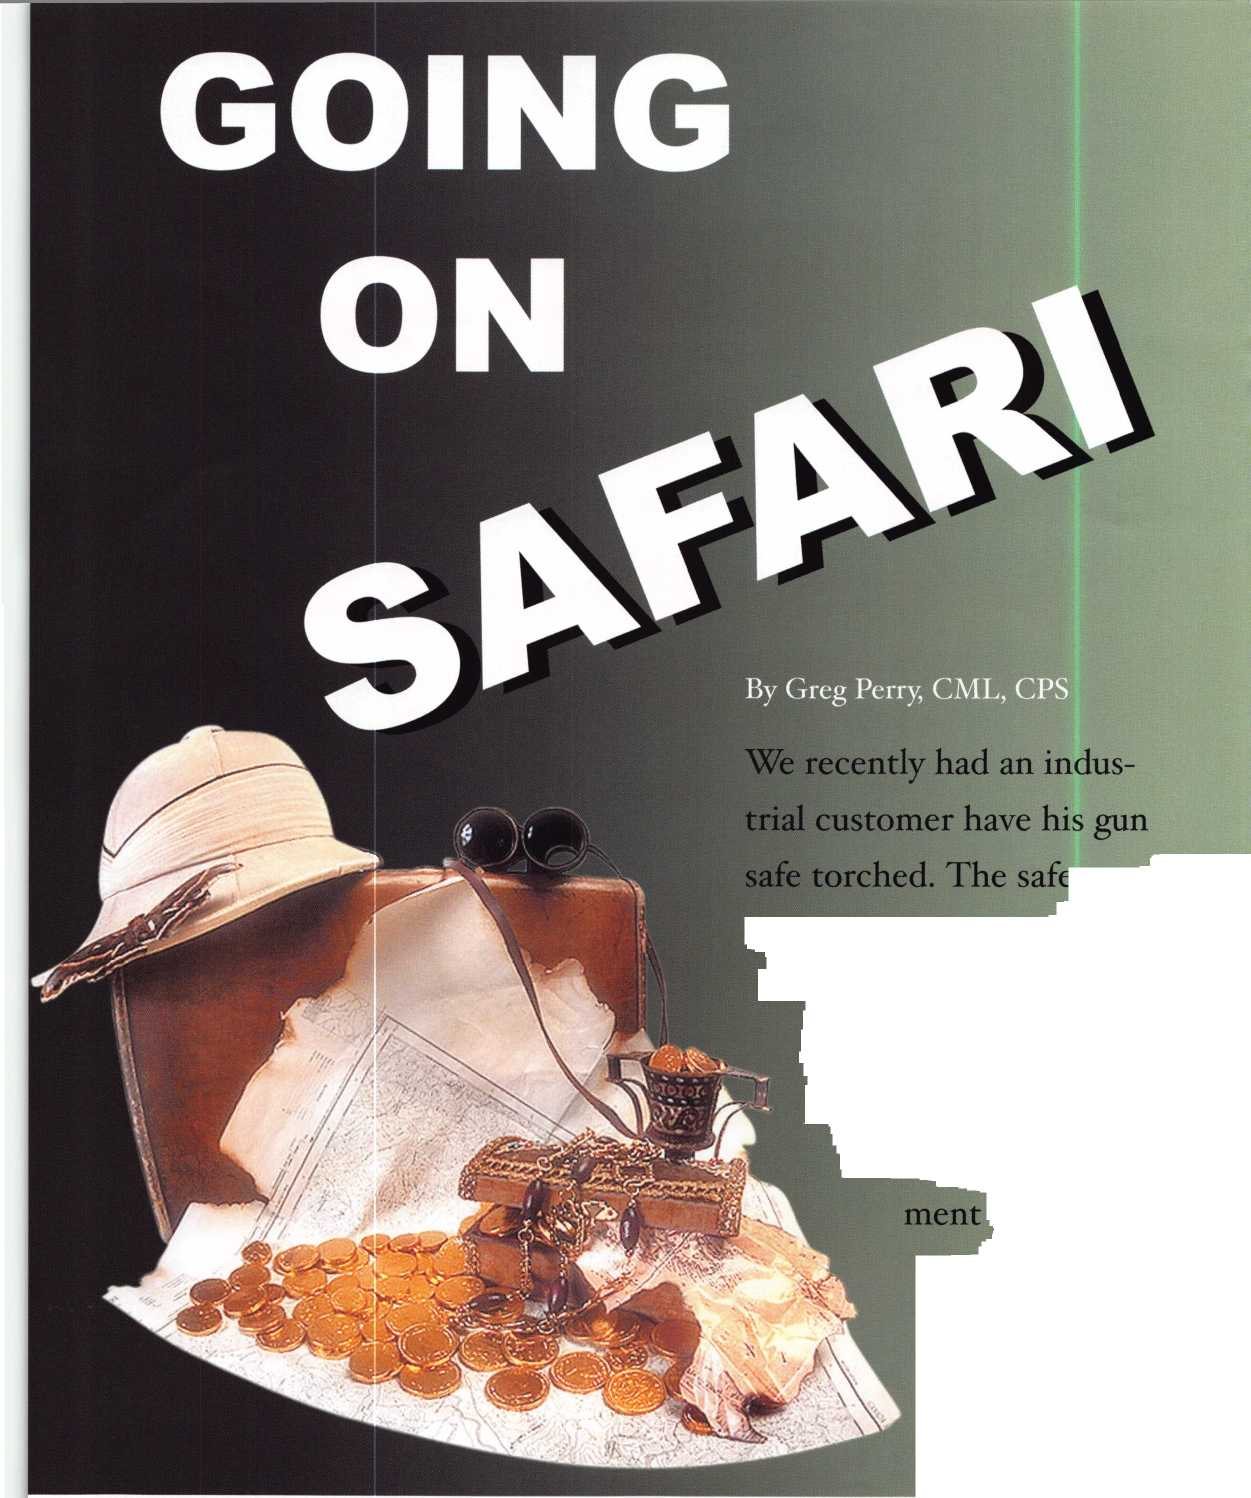 GOING
ON
SAFARI
By Greg Perry, CML, CPS
We recently had an indus-
trial customer have his gun
safe torched. The safe
ment